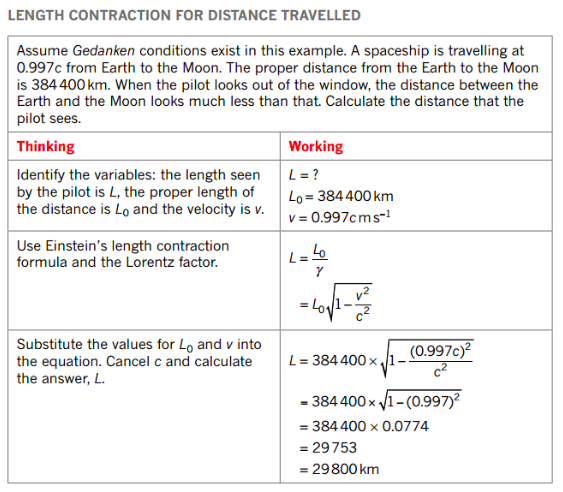 LENGTH CONTRACTION FOR DISTANCE TRAVELLED
Assume Gedanken conditions exist in this example. A spaceship is travelling at
0.997c from Earth to the Moon. The proper distance from the Earth to the Moon
is 384 400 km. When the pilot looks out of the window, the distance between the
Earth and the Moon looks much less than that. Calculate the distance that the
pilot sees.
Thinking
Working
Identify the variables: the length seen
by the pilot is L, the proper length of
the distance is L₀ and the velocity is v.
L = ?
L₀ = 384 400 km
v = 0.997c m s⁻¹
Use Einstein's length contraction
formula and the Lorentz factor.
L = L₀/γ
= L₀√(1 − v²/c²)
Substitute the values for L₀ and v into
the equation. Cancel c and calculate
the answer, L.
L = 384 400 × √(1 − (0.997c)²/c²)
= 384 400 × √(1 − (0.997)²)
= 384 400 × 0.0774
= 29 753
= 29 800 km